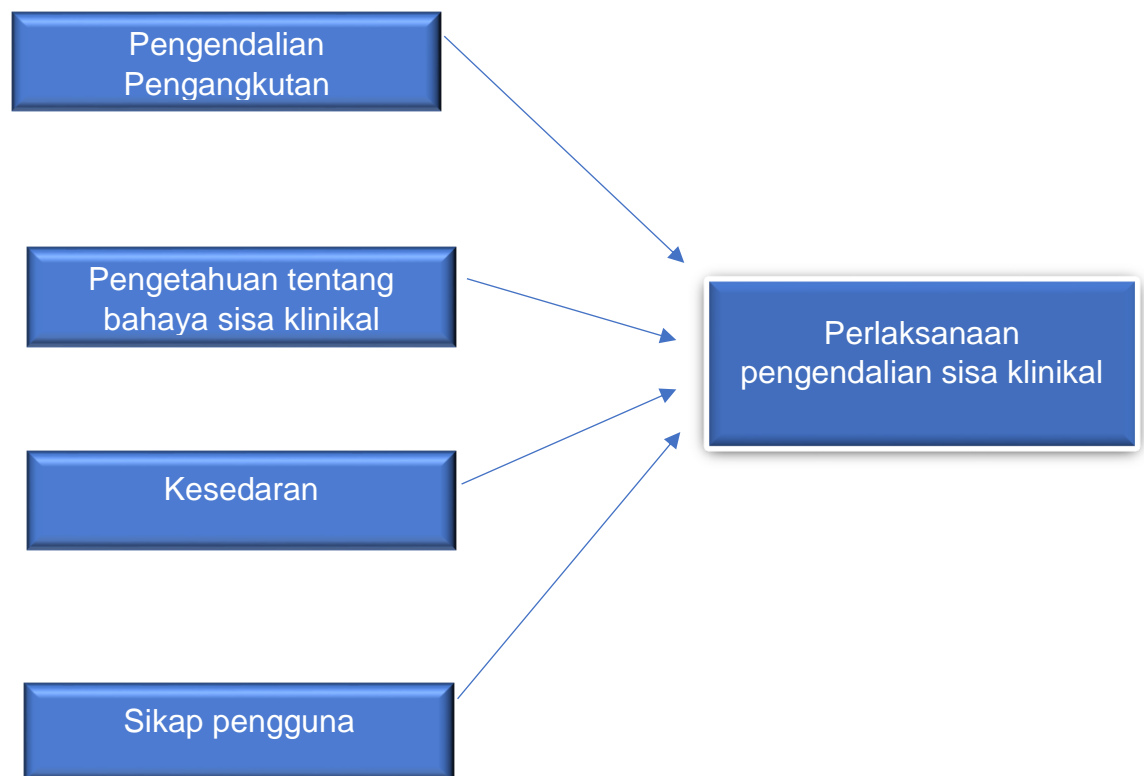 Pengendalian
Pengangkutan
Pengetahuan tentang
bahaya sisa klinikal
Perlaksanaan
pengendalian sisa klinikal
Kesedaran
Sikap pengguna